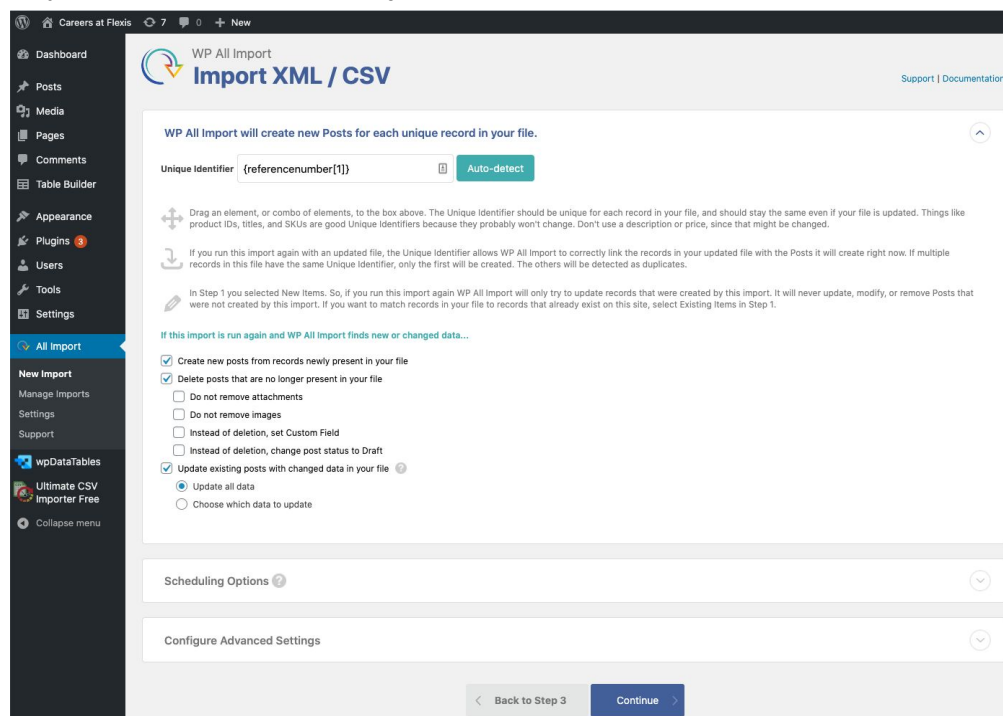 Careers at Flexis 7 0 + New
Dashboard
Posts
Media
Pages
Comments
Table Builder
Appearance
Plugins 3
Users
Tools
Settings
All Import
New Import
Manage Imports
Settings
Support
wpDataTables
Ultimate CSV
Importer Free
Collapse menu
WP All Import
Import XML / CSV
Support | Documentation
WP All Import will create new Posts for each unique record in your file.
Unique Identifier {referencenumber[1]} Auto-detect
Drag an element, or combo of elements, to the box above. The Unique Identifier should be unique for each record in your file, and should stay the same even if your file is updated. Things like
product IDs, titles, and SKUs are good Unique Identifiers because they probably won't change. Don't use a description or price, since that might be changed.
If you run this import again with an updated file, the Unique Identifier allows WP All Import to correctly link the records in your updated file with the Posts it will create right now. If multiple
records in this file have the same Unique Identifier, only the first will be created. The others will be detected as duplicates.
In Step 1 you selected New Items. So, if you run this import again WP All Import will only try to update records that were created by this import. It will never update, modify, or remove Posts that
were not created by this import. If you want to match records in your file to records that already exist on this site, select Existing Items in Step 1.
If this import is run again and WP All Import finds new or changed data...
Create new posts from records newly present in your file
Delete posts that are no longer present in your file
Do not remove attachments
Do not remove images
Instead of deletion, set Custom Field
Instead of deletion, change post status to Draft
Update existing posts with changed data in your file ?
Update all data
Choose which data to update
Scheduling Options ?
Configure Advanced Settings
Back to Step 3
Continue